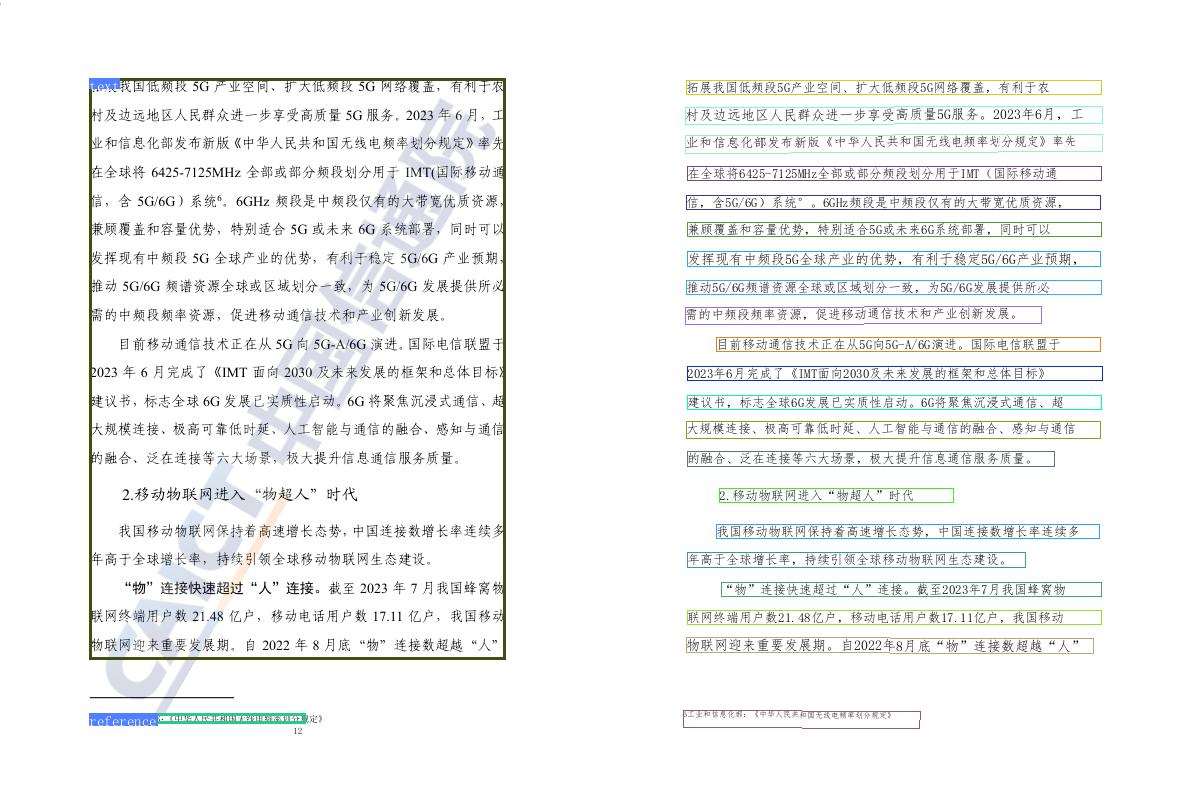 text我国低频段 5G 产业空间、扩大低频段 5G 网络覆盖，有利于农
村及边远地区人民群众进一步享受高质量 5G 服务。2023 年 6 月，工
业和信息化部发布新版《中华人民共和国无线电频率划分规定》率先
在全球将 6425-7125MHz 全部或部分频段划分用于 IMT(国际移动通
信，含 5G/6G）系统⁶。6GHz 频段是中频段仅有的大带宽优质资源，
兼顾覆盖和容量优势，特别适合 5G 或未来 6G 系统部署，同时可以
发挥现有中频段 5G 全球产业的优势，有利于稳定 5G/6G 产业预期，
推动 5G/6G 频谱资源全球或区域划分一致，为 5G/6G 发展提供所必
需的中频段频率资源，促进移动通信技术和产业创新发展。
目前移动通信技术正在从 5G 向 5G-A/6G 演进。国际电信联盟于
2023 年 6 月完成了《IMT 面向 2030 及未来发展的框架和总体目标》
建议书，标志全球 6G 发展已实质性启动。6G 将聚焦沉浸式通信、超
大规模连接、极高可靠低时延、人工智能与通信的融合、感知与通信
的融合、泛在连接等六大场景，极大提升信息通信服务质量。
2.移动物联网进入“物超人”时代
我国移动物联网保持着高速增长态势，中国连接数增长率连续多
年高于全球增长率，持续引领全球移动物联网生态建设。
“物”连接快速超过“人”连接。截至 2023 年 7 月我国蜂窝物
联网终端用户数 21.48 亿户，移动电话用户数 17.11 亿户，我国移动
物联网迎来重要发展期。自 2022 年 8 月底“物”连接数超越“人”
reference：《中华人民共和国无线电频率划分规定》
12
CAICT 中国信通院
拓展我国低频段5G产业空间、扩大低频段5G网络覆盖，有利于农
村及边远地区人民群众进一步享受高质量5G服务。2023年6月，工
业和信息化部发布新版《中华人民共和国无线电频率划分规定》率先
在全球将6425-7125MHz全部或部分频段划分用于IMT（国际移动通
信，含5G/6G）系统°。6GHz频段是中频段仅有的大带宽优质资源，
兼顾覆盖和容量优势，特别适合5G或未来6G系统部署，同时可以
发挥现有中频段5G全球产业的优势，有利于稳定5G/6G产业预期，
推动5G/6G频谱资源全球或区域划分一致，为5G/6G发展提供所必
需的中频段频率资源，促进移动通信技术和产业创新发展。
目前移动通信技术正在从5G向5G-A/6G演进。国际电信联盟于
2023年6月完成了《IMT面向2030及未来发展的框架和总体目标》
建议书，标志全球6G发展已实质性启动。6G将聚焦沉浸式通信、超
大规模连接、极高可靠低时延、人工智能与通信的融合、感知与通信
的融合、泛在连接等六大场景，极大提升信息通信服务质量。
2.移动物联网进入“物超人”时代
我国移动物联网保持着高速增长态势，中国连接数增长率连续多
年高于全球增长率，持续引领全球移动物联网生态建设。
“物”连接快速超过“人”连接。截至2023年7月我国蜂窝物
联网终端用户数21.48亿户，移动电话用户数17.11亿户，我国移动
物联网迎来重要发展期。自2022年8月底“物”连接数超越“人”
6工业和信息化部：《中华人民共和国无线电频率划分规定》